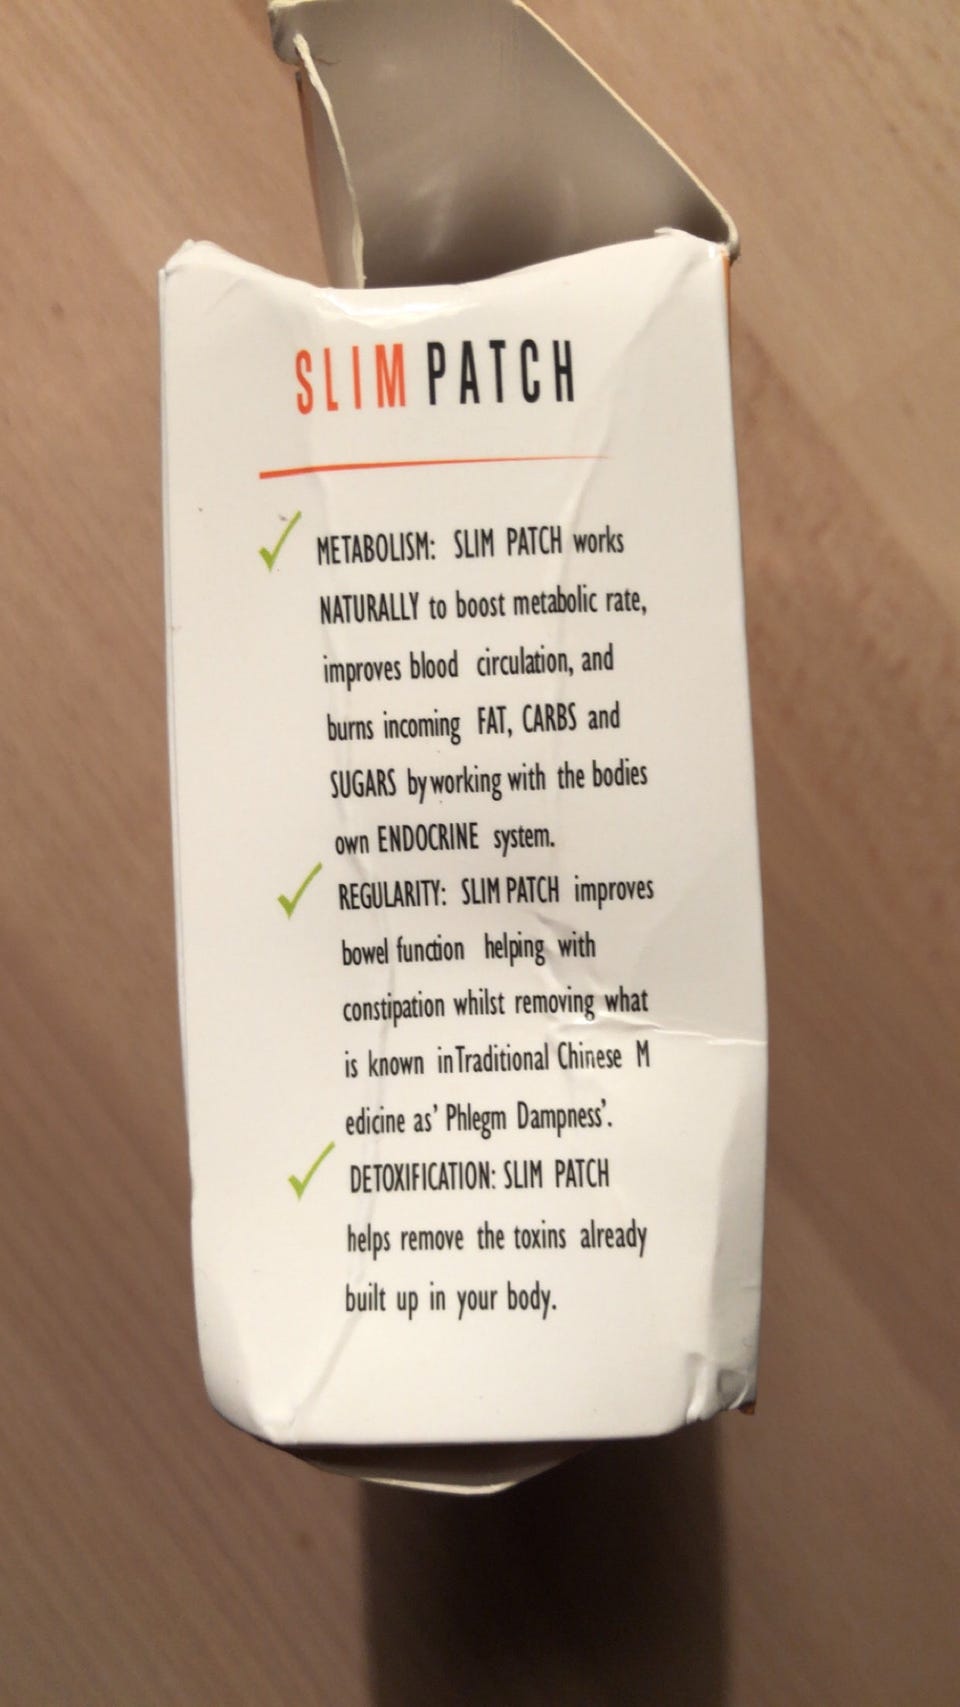 SLIM PATCH
METABOLISM: SLIM PATCH works
NATURALLY to boost metabolic rate,
improves blood circulation, and
burns incoming FAT, CARBS and
SUGARS by working with the bodies
own ENDOCRINE system.
REGULARITY: SLIM PATCH improves
bowel function helping with
constipation whilst removing what
is known in Traditional Chinese M
edicine as' Phlegm Dampness'.
DETOXIFICATION: SLIM PATCH
helps remove the toxins already
built up in your body.